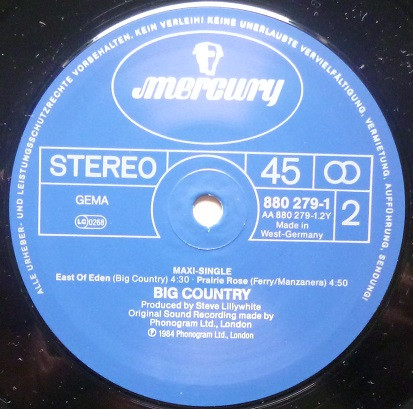 ALLE URHEBER- UND LEISTUNGSSCHUTZRECHTE VORBEHALTEN. KEIN VERLEIH! KEINE UNERLAUBTE VERVIELFÄLTIGUNG, VERMIETUNG, AUFFÜHRUNG, SENDUNG!
mercury
STEREO 45 ∞
GEMA 880 279-1 2
AA 880 279-1.2Y
LC 0268 Made in
West-Germany
MAXI-SINGLE
East Of Eden (Big Country) 4:30 · Prairie Rose (Ferry/Manzanera) 4:50
BIG COUNTRY
Produced by Steve Lillywhite
Original Sound Recording made by
Phonogram Ltd., London
℗ 1984 Phonogram Ltd., London